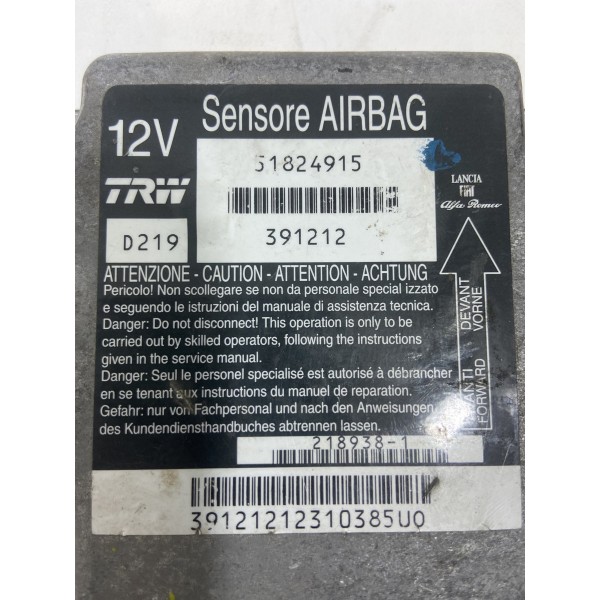 Sensore AIRBAG
12V
51824915
TRW
LANCIA
FIAT
Alfa Romeo
D219
391212
ATTENZIONE - CAUTION - ATTENTION - ACHTUNG
Pericolo! Non scollegare se non da personale special izzato
e seguendo le istruzioni del manuale di assistenza tecnica.
Danger: Do not disconnect! This operation is only to be
carried out by skilled operators, following the instructions
given in the service manual.
Danger: Seul le personel spécialisé est autorisé à débrancher
en se tenant aux instructions du manuel de reparation.
Gefahr: nur von Fachpersonal und nach den Anweisungen
des Kundendiensthandbuches abtrennen lassen.
AVANTI DEVANT
FORWARD VORNE
218938-1
39121212310385U0